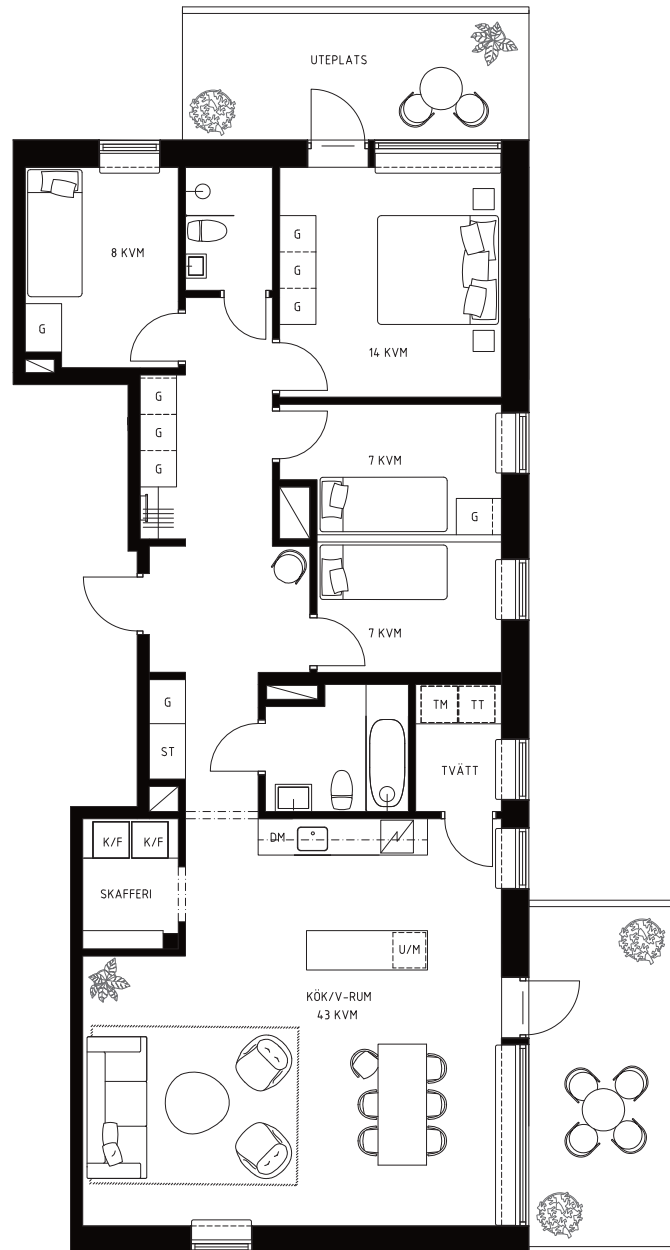 UTEPLATS
8 KVM
G
G
G
G
14 KVM
G
G
G
7 KVM
G
7 KVM
G
ST
TM TT
TVÄTT
DM
K/F K/F
SKAFFERI
U/M
KÖK/V-RUM
43 KVM